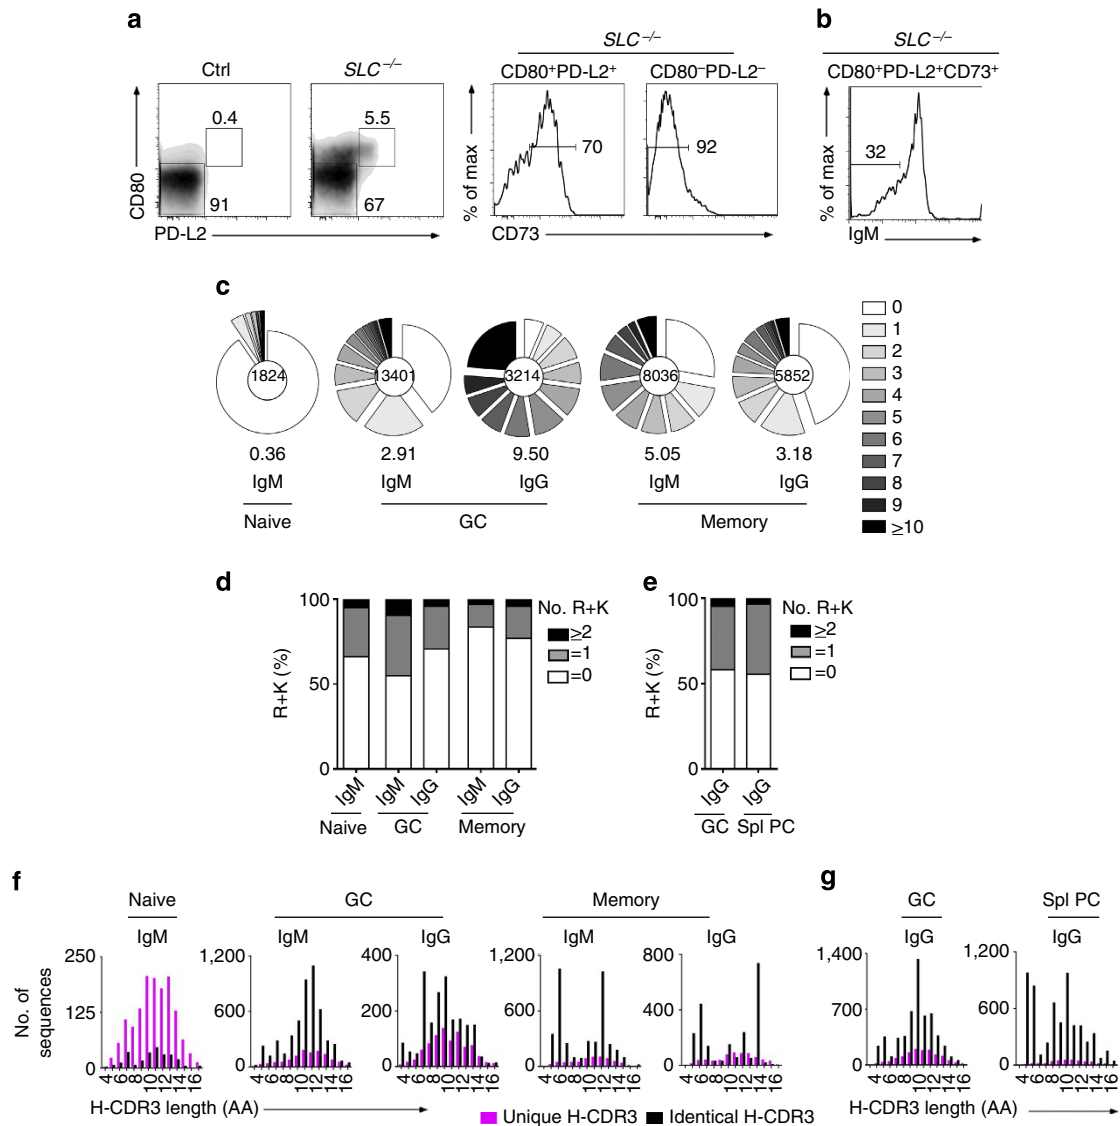 a
Ctrl
SLC–/–
SLC–/–
CD80+PD-L2+
CD80–PD-L2–
0.4
91
5.5
67
70
92
CD80
PD-L2
% of max
CD73
b
SLC–/–
CD80+PD-L2+CD73+
32
% of max
IgM
c
1824
13401
3214
8036
5852
0.36
2.91
9.50
5.05
3.18
IgM
IgM
IgG
IgM
IgG
Naive
GC
Memory
0
1
2
3
4
5
6
7
8
9
≥10
d
100
50
0
R+K (%)
No. R+K
≥2
=1
=0
IgM
IgM
IgG
IgM
IgG
Naive
GC
Memory
e
100
50
0
R+K (%)
No. R+K
≥2
=1
=0
IgG
IgG
GC
Spl PC
f
Naive
GC
Memory
IgM
IgM
IgG
IgM
IgG
No. of
sequences
250
125
0
4 6 8 10 12 14 16
1,200
600
0
4 6 8 10 12 14 16
400
200
0
4 6 8 10 12 14 16
1,200
600
0
4 6 8 10 12 14 16
800
400
0
4 6 8 10 12 14 16
H-CDR3 length (AA)
Unique H-CDR3
Identical H-CDR3
g
GC
Spl PC
IgG
IgG
1,400
700
0
4 6 8 10 12 14 16
1,200
600
0
4 6 8 10 12 14 16
H-CDR3 length (AA)